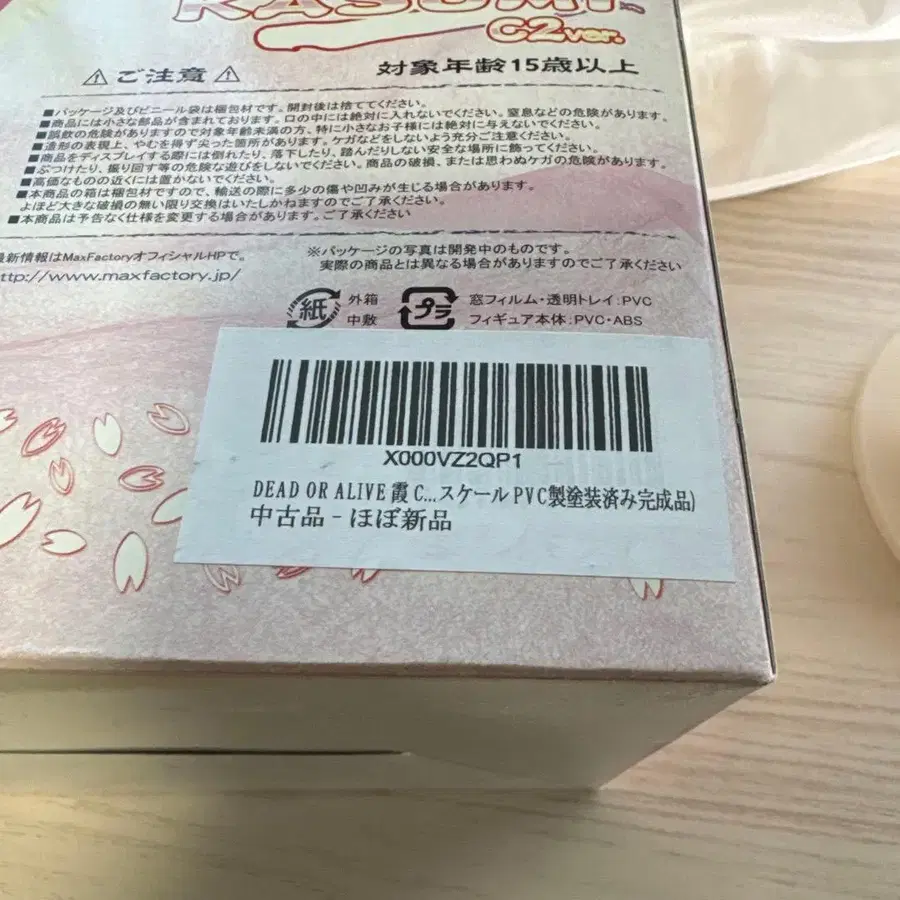 KASUMI
C2ver.
⚠ご注意⚠
対象年齢15歳以上
■パッケージ及びビニール袋は梱包材です。開封後は捨ててください。
■商品には小さな部品が含まれております。口の中には絶対に入れないでください。窒息などの危険があります。
■誤飲の危険がありますので対象年齢未満の方、特に小さなお子様には絶対に与えないでください。
■造形の表現上、やむを得ず尖った箇所があります。ケガなどをしないよう充分ご注意ください。
■商品をディスプレイする際には倒れたり、落下したり、踏んだりしない安全な場所に飾ってください。
■ぶつけたり、振り回す等の危険な遊びをしないでください。商品の破損、または思わぬケガの危険があります。
■高価なものの近くには置かないでください。
■本商品の箱は梱包材ですので、輸送の際に多少の傷や凹みが生じる場合があります。
よほど大きな破損の無い限り交換はいたしかねますのでご了承ください。
■本商品は予告なく仕様を変更する場合があります。ご了承ください
最新情報はMaxFactoryオフィシャルHPで。
http://www.maxfactory.jp/
※パッケージの写真は開発中のものです。
実際の商品とは異なる場合がありますのでご了承ください
紙 外箱
中敷
プラ 窓フィルム・透明トレイ:PVC
フィギュア本体:PVC・ABS
X000VZ2QP1
DEAD OR ALIVE 霞 C...スケール PVC製塗装済み完成品)
中古品 - ほぼ新品